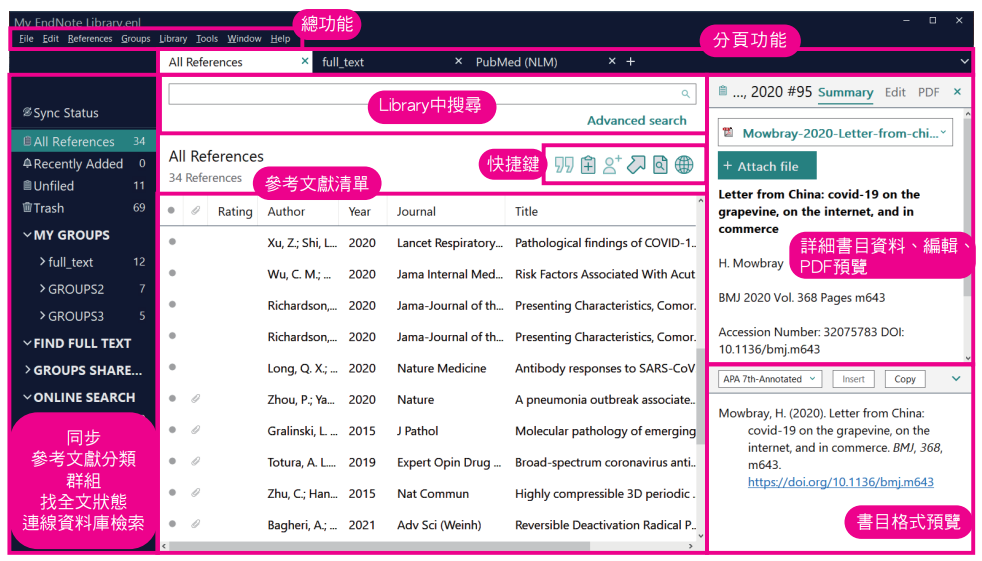 My EndNote Library.enl
總功能
File Edit References Groups Library Tools Window Help
分頁功能
All References × full_text × PubMed (NLM) × +
Sync Status
All References 34
Recently Added 0
Unfiled 11
Trash 69
MY GROUPS
full_text 12
GROUPS2 7
GROUPS3 5
FIND FULL TEXT
GROUPS SHARE...
ONLINE SEARCH
同步
參考文獻分類
群組
找全文狀態
連線資料庫檢索
Library中搜尋
Advanced search
All References
34 References
快捷鍵
參考文獻清單
Rating Author Year Journal Title
Xu, Z.; Shi, L... 2020 Lancet Respiratory... Pathological findings of COVID-1..
Wu, C. M.; ... 2020 Jama Internal Med... Risk Factors Associated With Acut
Richardson,... 2020 Jama-Journal of th... Presenting Characteristics, Comor.
Richardson,... 2020 Jama-Journal of th... Presenting Characteristics, Comor.
Long, Q. X.; ... 2020 Nature Medicine Antibody responses to SARS-CoV
Zhou, P.; Ya... 2020 Nature A pneumonia outbreak associate..
Gralinski, L. ... 2015 J Pathol Molecular pathology of emerging
Totura, A. L... 2019 Expert Opin Drug ... Broad-spectrum coronavirus anti..
Zhu, C.; Han... 2015 Nat Commun Highly compressible 3D periodic .
Bagheri, A.; ... 2021 Adv Sci (Weinh) Reversible Deactivation Radical P..
..., 2020 #95 Summary Edit PDF ×
Mowbray-2020-Letter-from-chi...
+ Attach file
Letter from China: covid-19 on the
grapevine, on the internet, and in
commerce
H. Mowbray
詳細書目資料、編輯、
PDF預覽
BMJ 2020 Vol. 368 Pages m643
Accession Number: 32075783 DOI:
10.1136/bmj.m643
APA 7th-Annotated Insert Copy
Mowbray, H. (2020). Letter from China:
covid-19 on the grapevine, on the
internet, and in commerce. BMJ, 368,
m643.
https://doi.org/10.1136/bmj.m643
書目格式預覽